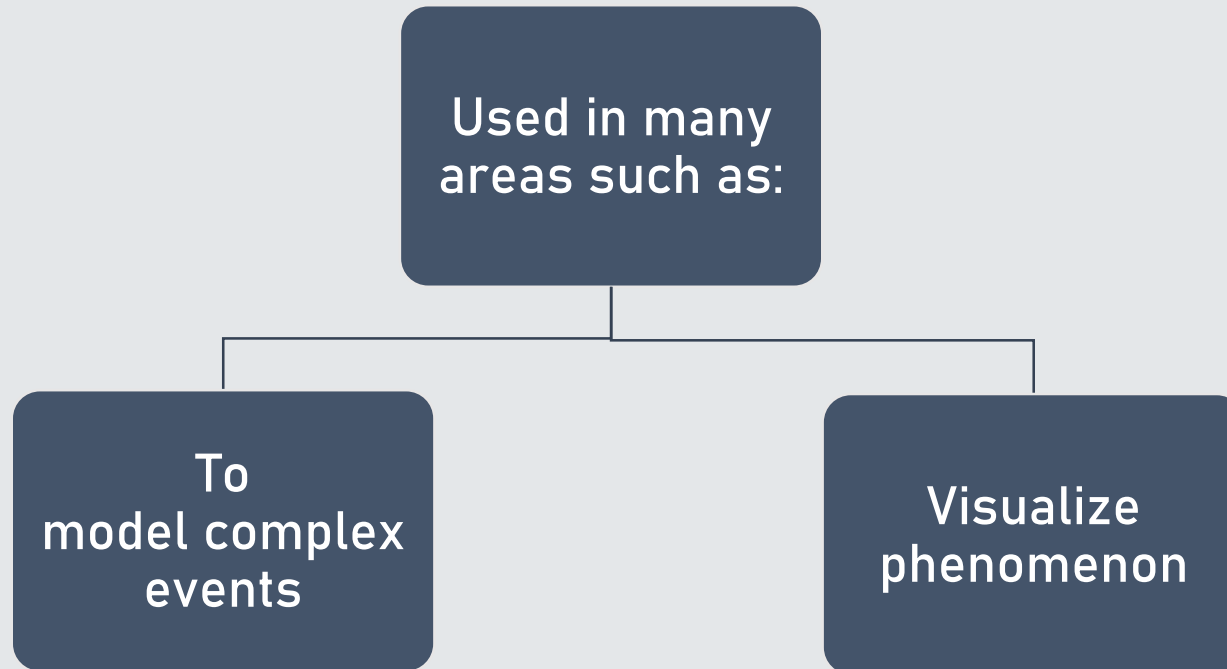 Used in many
areas such as:
To
model complex
events
Visualize
phenomenon